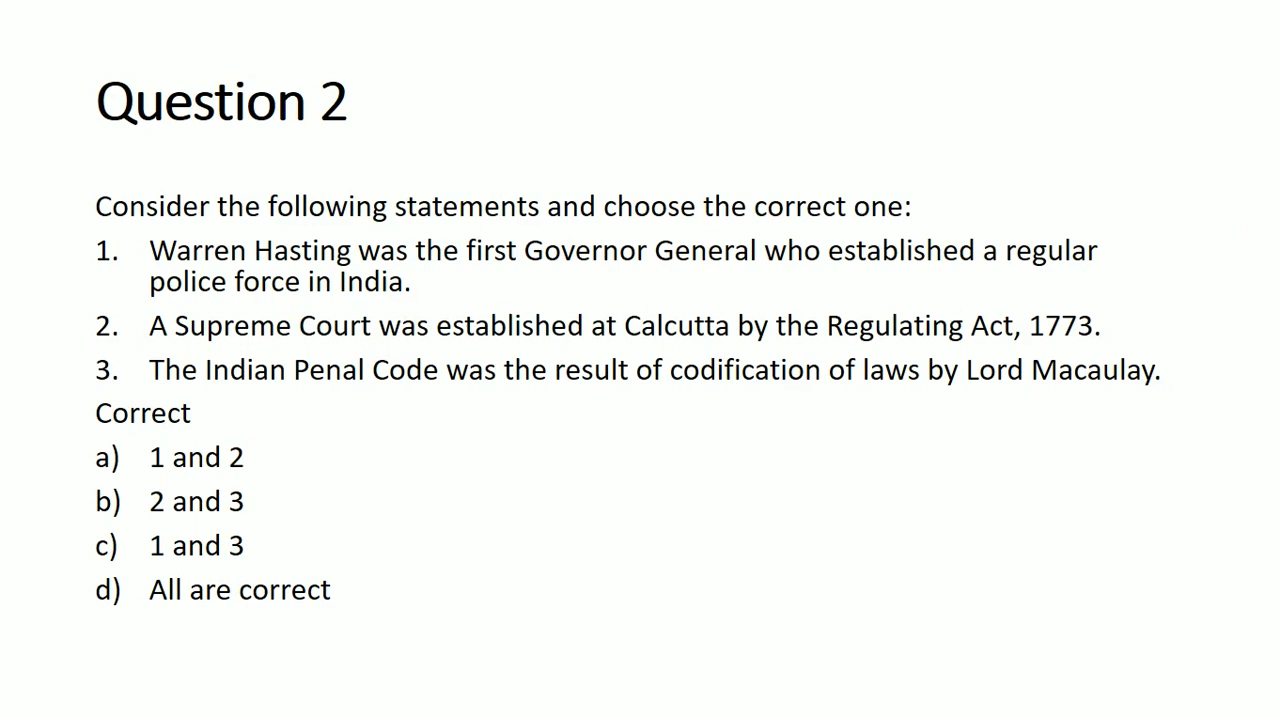 Question 2
Consider the following statements and choose the correct one:
1. Warren Hasting was the first Governor General who established a regular
police force in India.
2. A Supreme Court was established at Calcutta by the Regulating Act, 1773.
3. The Indian Penal Code was the result of codification of laws by Lord Macaulay.
Correct
a) 1 and 2
b) 2 and 3
c) 1 and 3
d) All are correct